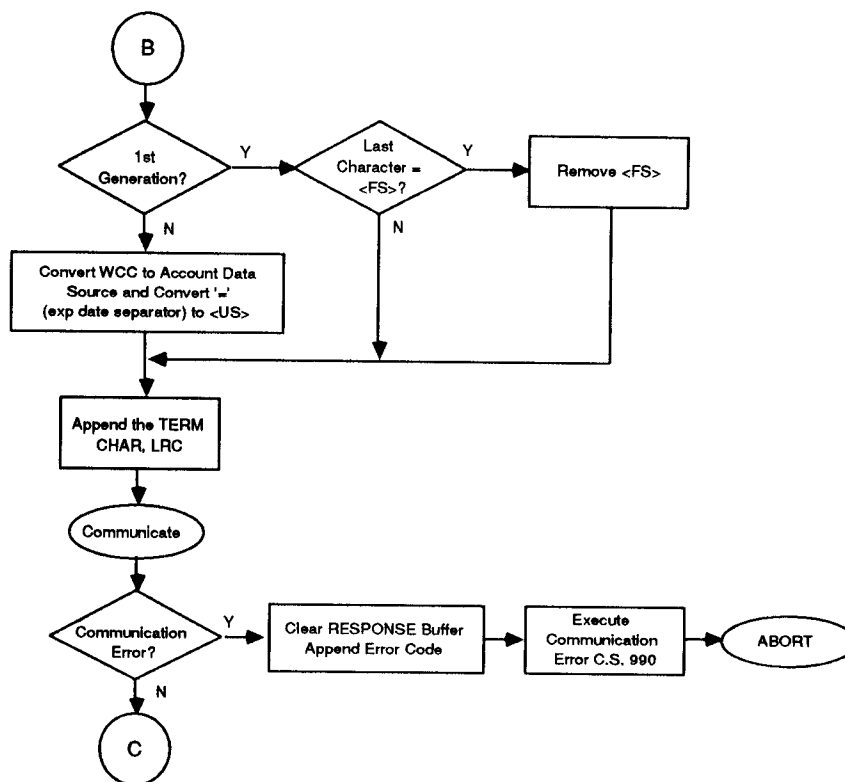 B
1st
Generation?
Y
Last
Character =
<FS>?
Y
Remove <FS>
N
N
Convert WCC to Account Data
Source and Convert '='
(exp date separator) to <US>
Append the TERM
CHAR, LRC
Communicate
Communication
Error?
Y
Clear RESPONSE Buffer
Append Error Code
Execute
Communication
Error C.S. 990
ABORT
N
C